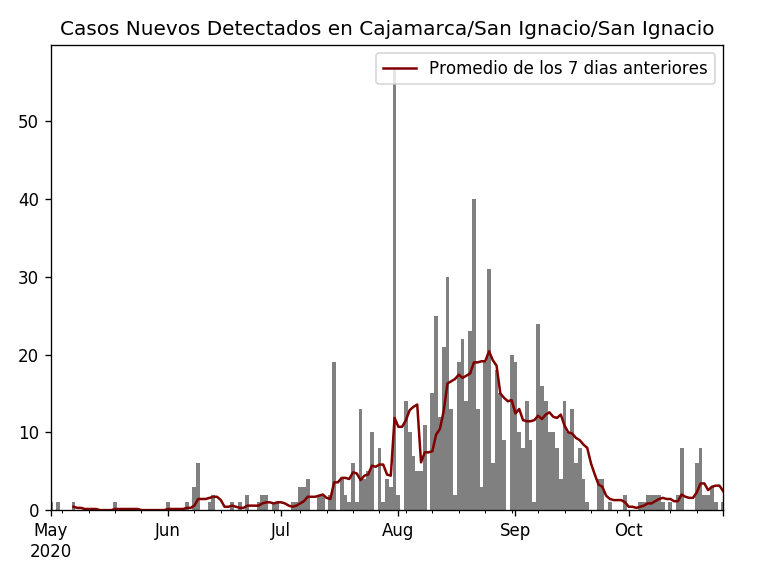 Casos Nuevos Detectados en Cajamarca/San Ignacio/San Ignacio
Promedio de los 7 dias anteriores
50
40
30
20
10
0
May Jun Jul Aug Sep Oct
2020